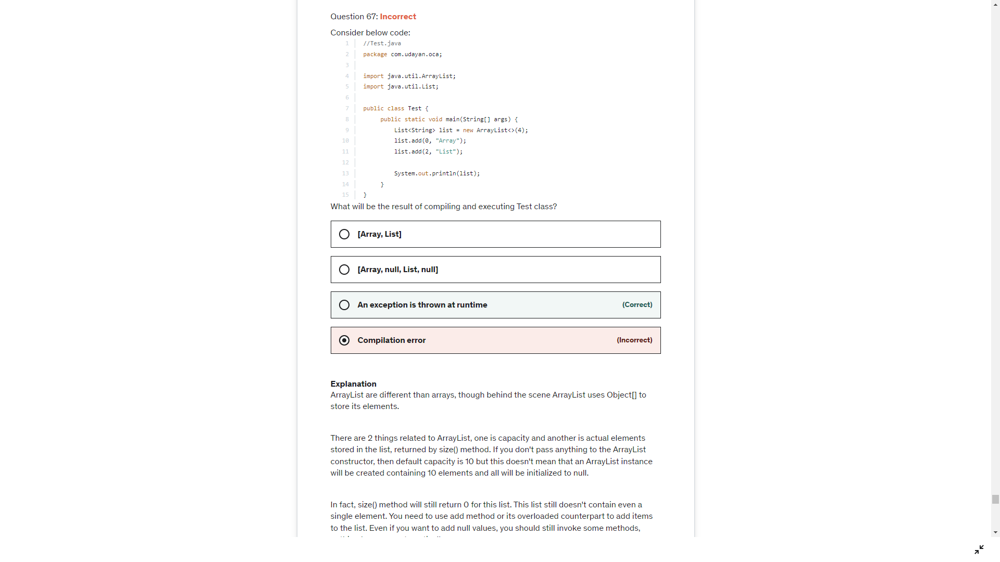 Question 67: Incorrect
Consider below code:
1 //Test.java
2 package com.udayan.oca;
3
4 import java.util.ArrayList;
5 import java.util.List;
6
7 public class Test {
8 public static void main(String[] args) {
9 List<String> list = new ArrayList<>(4);
10 list.add(0, "Array");
11 list.add(2, "List");
12
13 System.out.println(list);
14 }
15 }
What will be the result of compiling and executing Test class?
[Array, List]
[Array, null, List, null]
An exception is thrown at runtime (Correct)
Compilation error (Incorrect)
Explanation
ArrayList are different than arrays, though behind the scene ArrayList uses Object[] to
store its elements.
There are 2 things related to ArrayList, one is capacity and another is actual elements
stored in the list, returned by size() method. If you don't pass anything to the ArrayList
constructor, then default capacity is 10 but this doesn't mean that an ArrayList instance
will be created containing 10 elements and all will be initialized to null.
In fact, size() method will still return 0 for this list. This list still doesn't contain even a
single element. You need to use add method or its overloaded counterpart to add items
to the list. Even if you want to add null values, you should still invoke some methods,